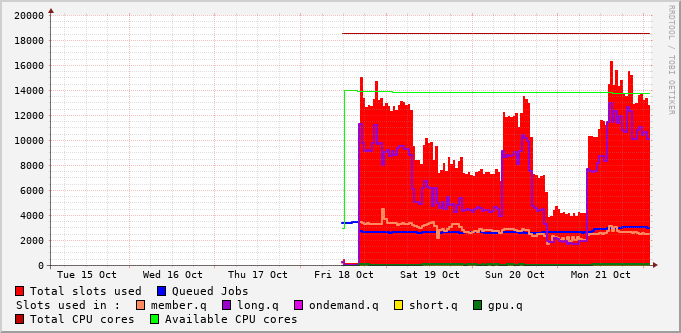 20000
18000
16000
14000
12000
10000
8000
6000
4000
2000
0
Tue 15 Oct Wed 16 Oct Thu 17 Oct Fri 18 Oct Sat 19 Oct Sun 20 Oct Mon 21 Oct
Total slots used Queued Jobs
Slots used in : member.q long.q ondemand.q short.q gpu.q
Total CPU cores Available CPU cores
RRDTOOL / TOBI OETIKER